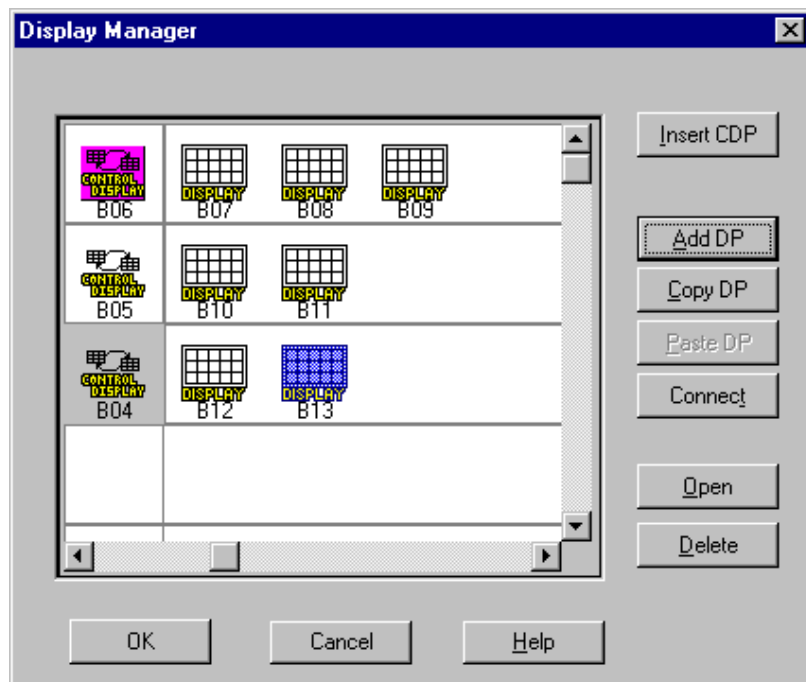 Display Manager
Insert CDP
CONTROL DISPLAY B06
DISPLAY B07
DISPLAY B08
DISPLAY B09
Add DP
CONTROL DISPLAY B05
DISPLAY B10
DISPLAY B11
Copy DP
Paste DP
CONTROL DISPLAY B04
DISPLAY B12
DISPLAY B13
Connect
Open
Delete
OK
Cancel
Help